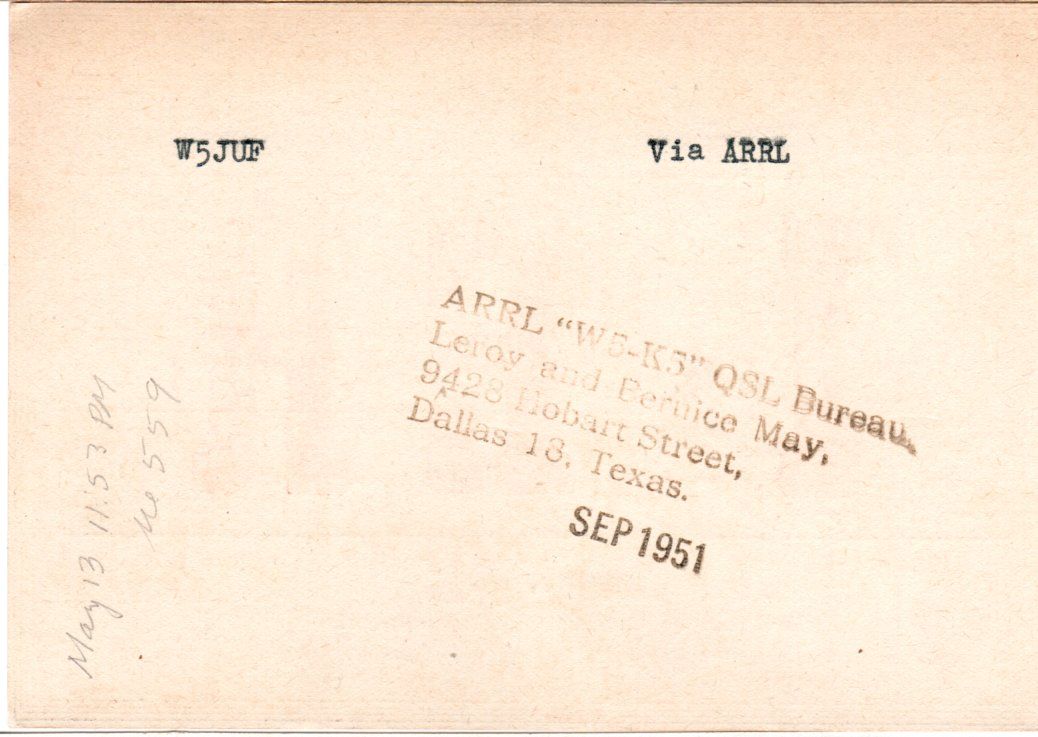 W5JUF
Via ARRL
ARRL “W5-K5” QSL Bureau,
Leroy and Bernice May,
9428 Hobart Street,
Dallas 18, Texas.
SEP 1951
May 13 11:53 PM
Me 559